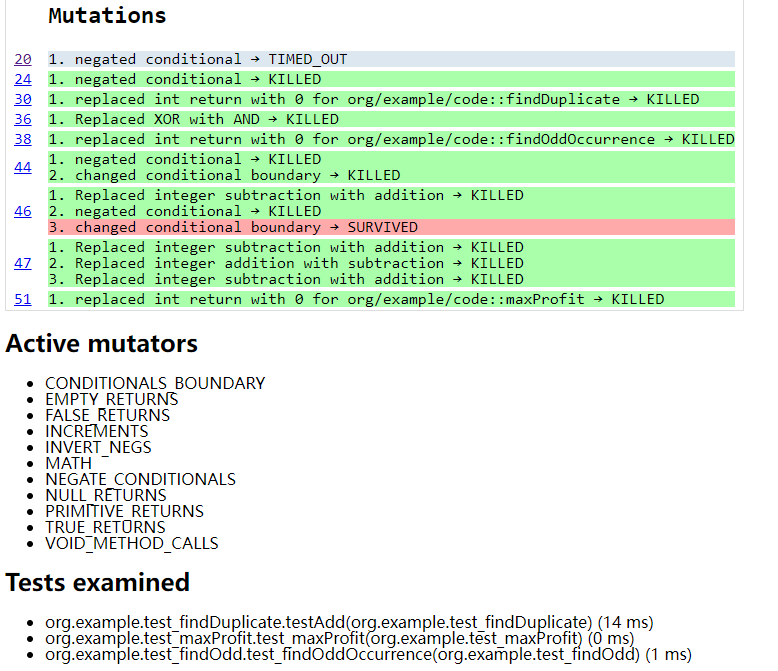 Mutations
20 1. negated conditional → TIMED_OUT
24 1. negated conditional → KILLED
30 1. replaced int return with 0 for org/example/code::findDuplicate → KILLED
36 1. Replaced XOR with AND → KILLED
38 1. replaced int return with 0 for org/example/code::findOddOccurrence → KILLED
44 1. negated conditional → KILLED
2. changed conditional boundary → KILLED
46 1. Replaced integer subtraction with addition → KILLED
2. negated conditional → KILLED
3. changed conditional boundary → SURVIVED
47 1. Replaced integer subtraction with addition → KILLED
2. Replaced integer addition with subtraction → KILLED
3. Replaced integer subtraction with addition → KILLED
51 1. replaced int return with 0 for org/example/code::maxProfit → KILLED
Active mutators
• CONDITIONALS_BOUNDARY
• EMPTY_RETURNS
• FALSE_RETURNS
• INCREMENTS
• INVERT_NEGS
• MATH
• NEGATE_CONDITIONALS
• NULL_RETURNS
• PRIMITIVE_RETURNS
• TRUE_RETURNS
• VOID_METHOD_CALLS
Tests examined
• org.example.test_findDuplicate.testAdd(org.example.test_findDuplicate) (14 ms)
• org.example.test_maxProfit.test_maxProfit(org.example.test_maxProfit) (0 ms)
• org.example.test_findOdd.test_findOddOccurrence(org.example.test_findOdd) (1 ms)